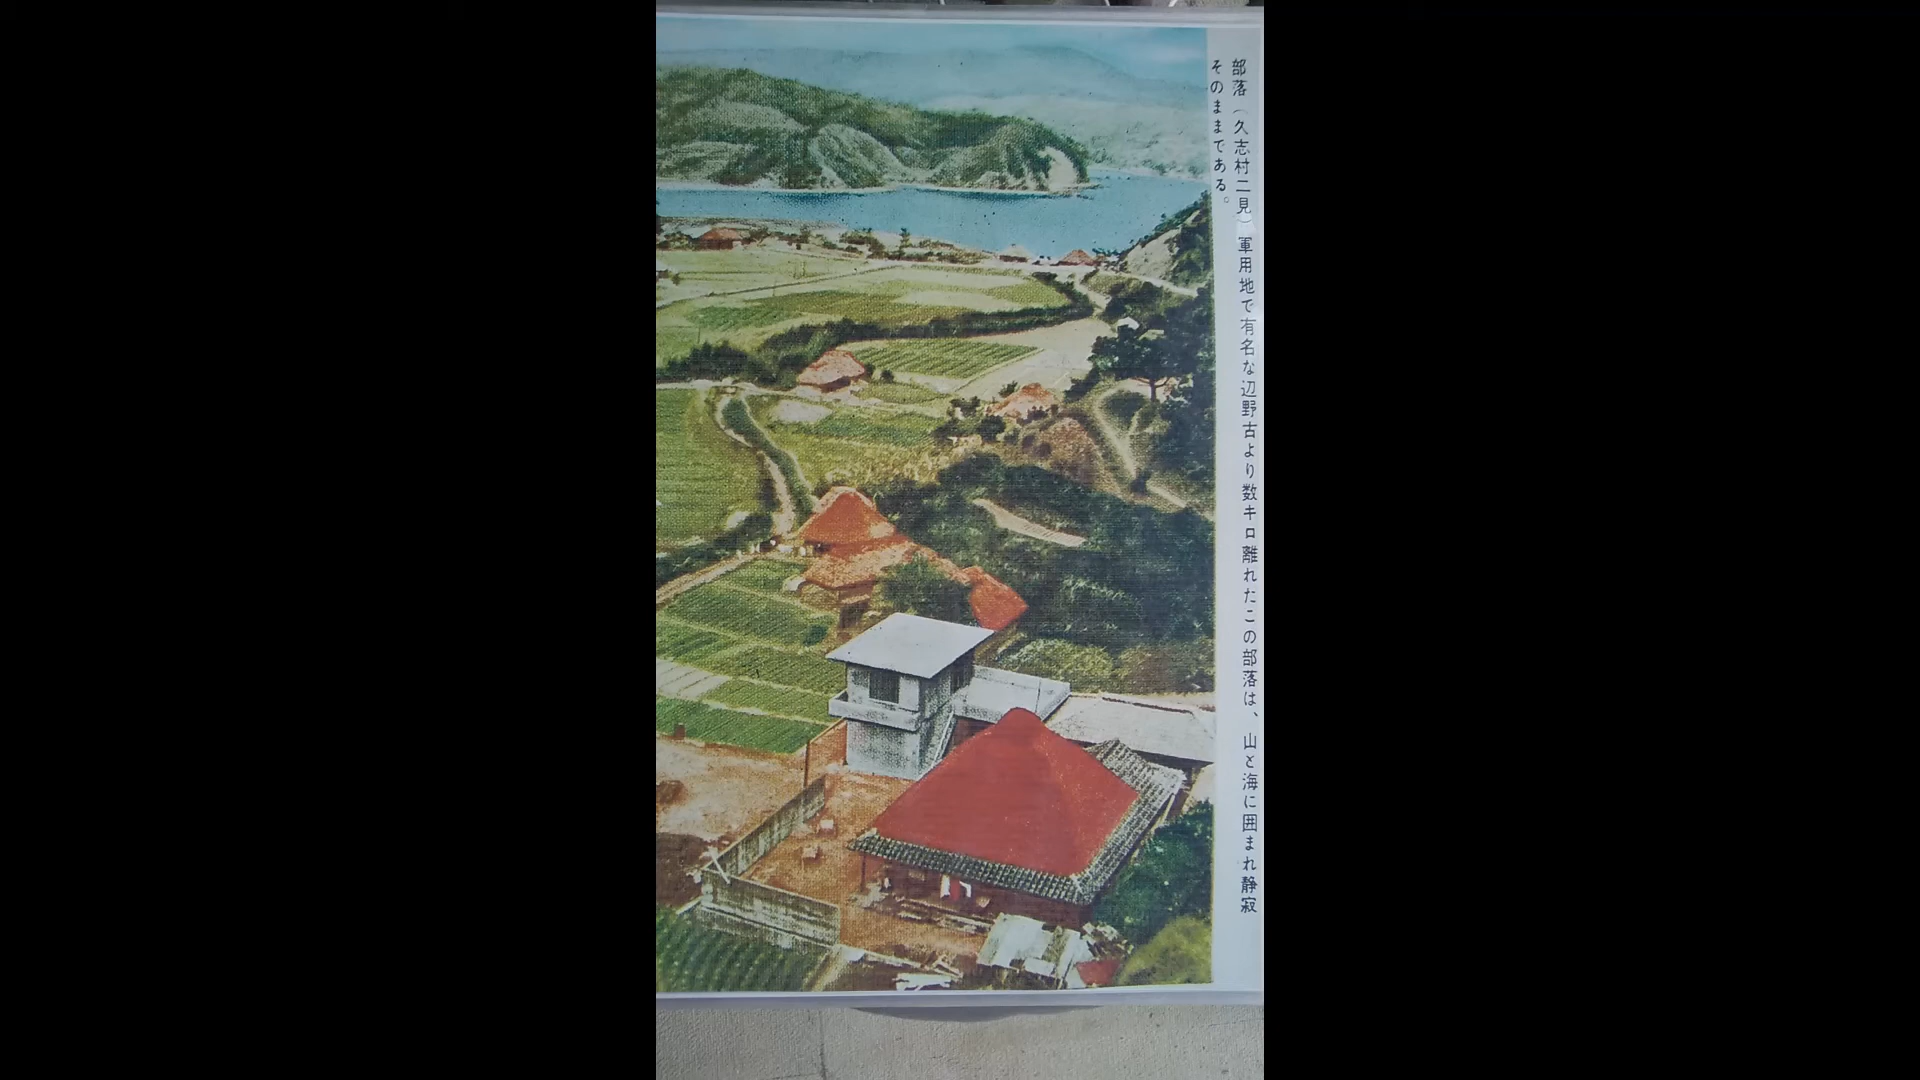 部落（久志村二見）軍用地で有名な辺野古より数キロ離れたこの部落は、山と海に囲まれ静寂
そのままである。